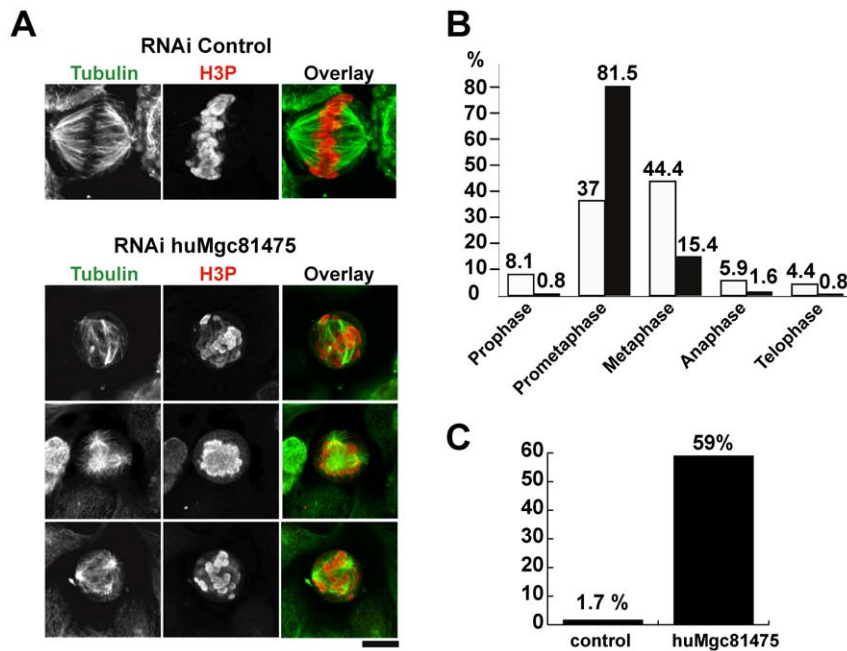 A
RNAi Control
Tubulin H3P Overlay
RNAi huMgc81475
Tubulin H3P Overlay
B
%
80
70
60
50
40
30
20
10
0
8.1 0.8
37 81.5
44.4 15.4
5.9 1.6
4.4 0.8
Prophase
Prometaphase
Metaphase
Anaphase
Telophase
C
60
50
40
30
20
10
0
1.7 %
59%
control huMgc81475